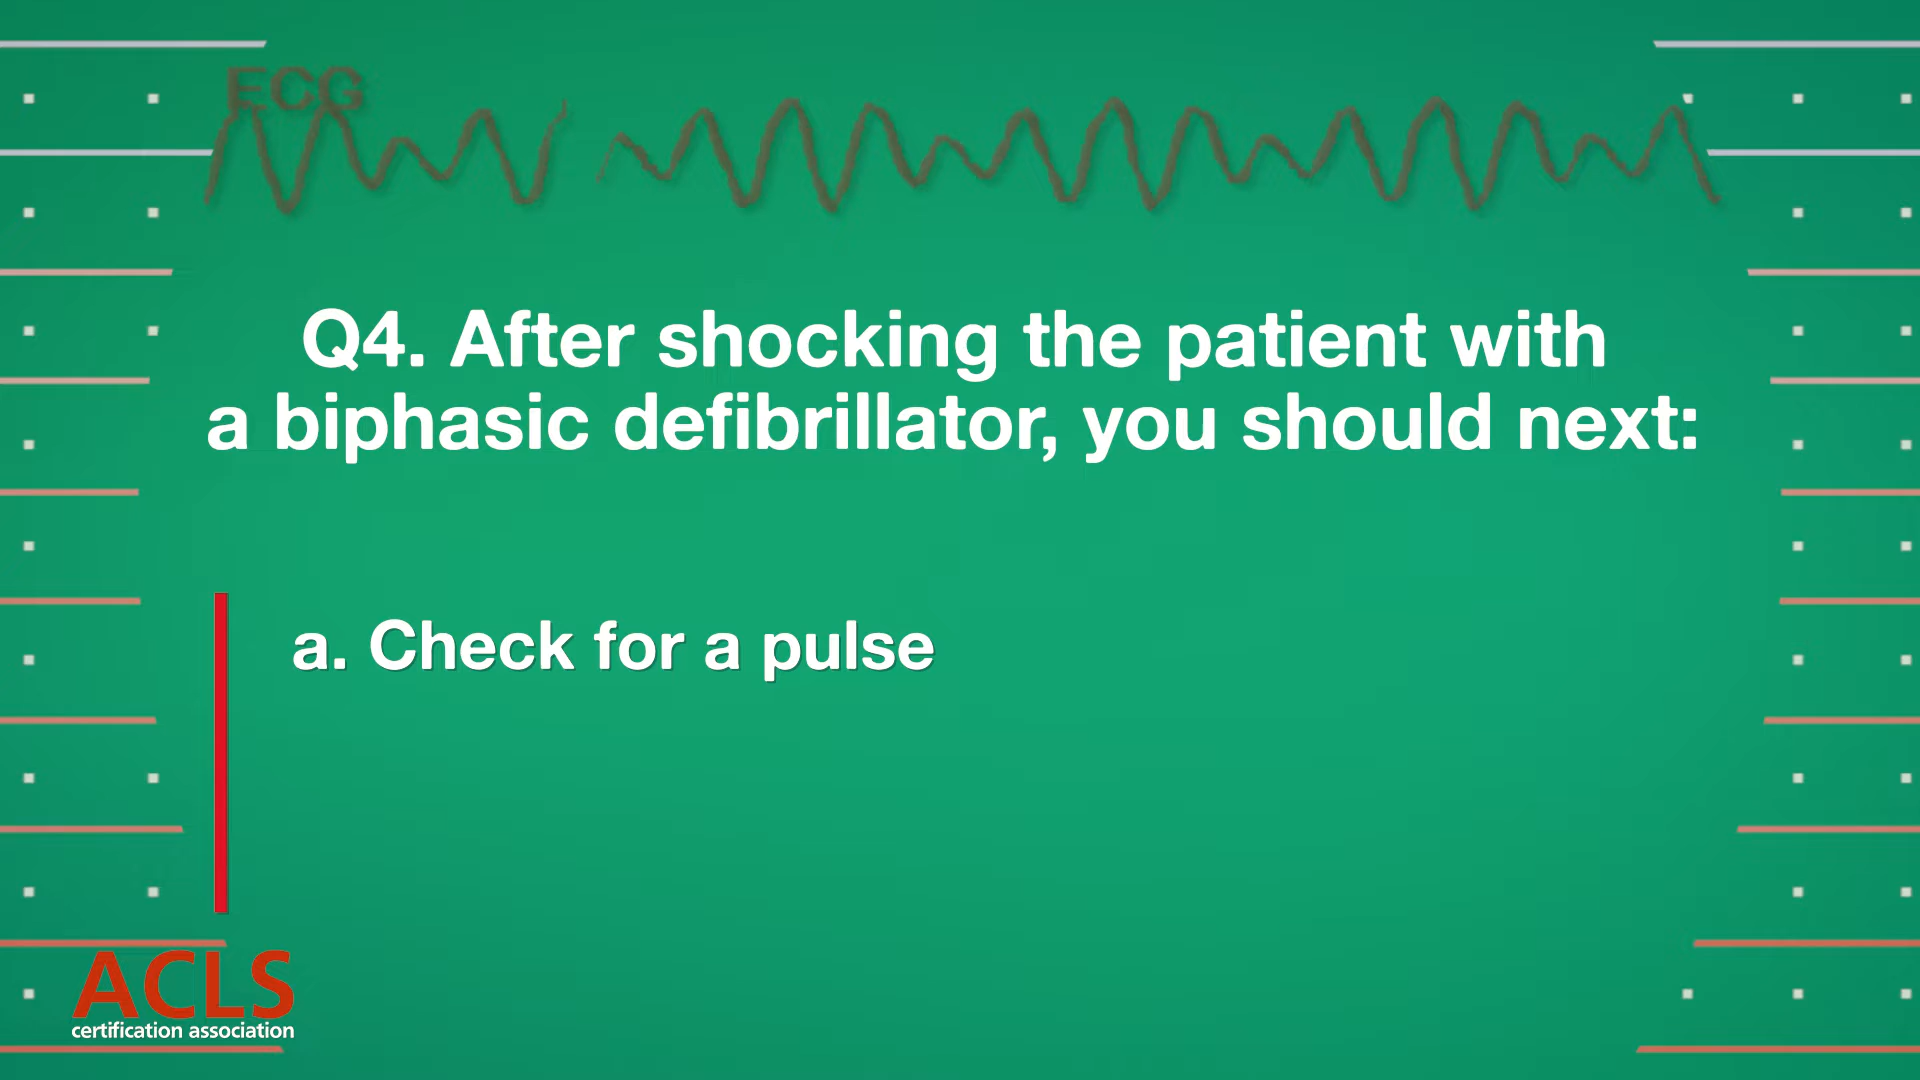 ECG
Q4. After shocking the patient with
a biphasic defibrillator, you should next:
a. Check for a pulse
ACLS
certification association